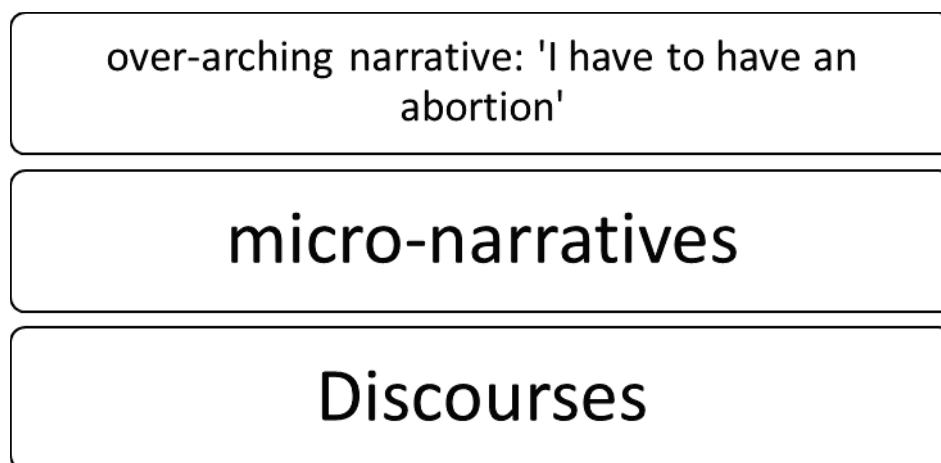 over-arching narrative: 'I have to have an
abortion'
micro-narratives
Discourses